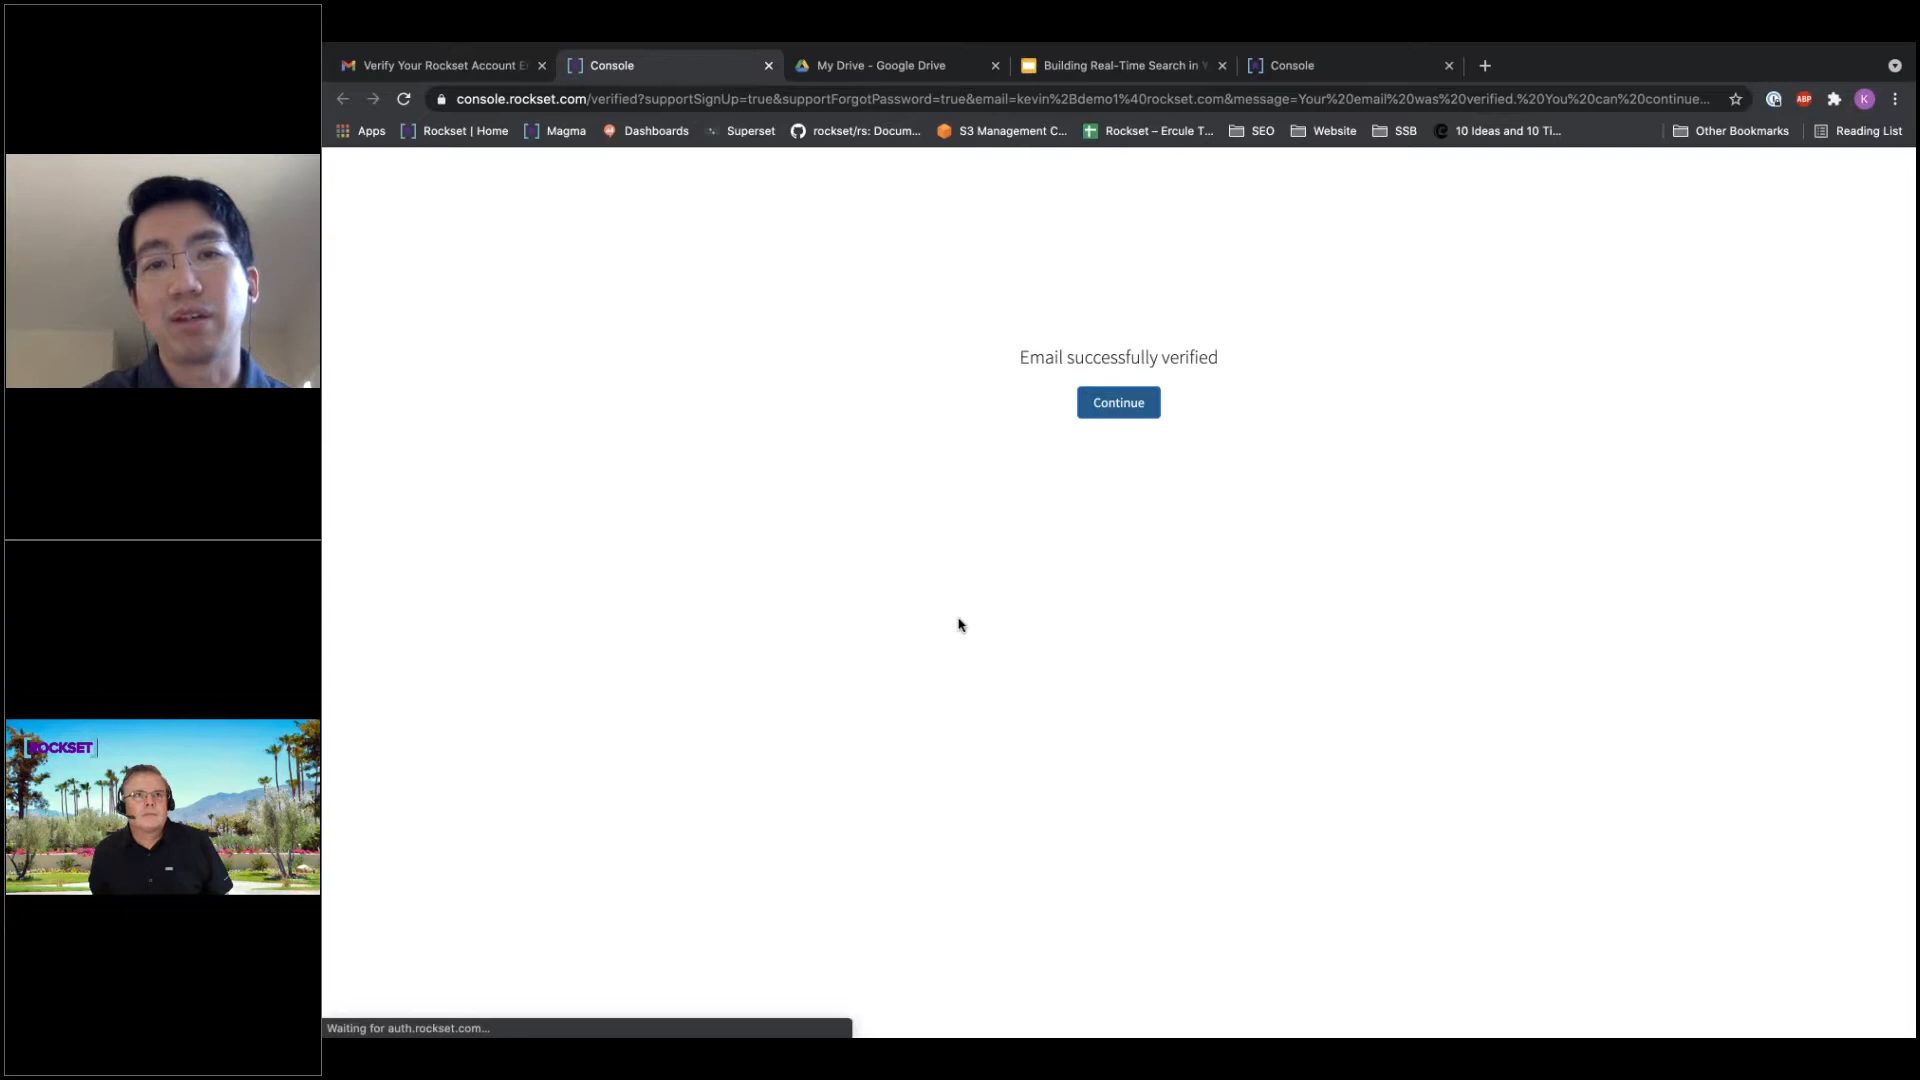 Verify Your Rockset Account E
Console
My Drive - Google Drive
Building Real-Time Search in Y
Console
console.rockset.com/verified?supportSignUp=true&supportForgotPassword=true&email=kevin%2Bdemo1%40rockset.com&message=Your%20email%20was%20verified.%20You%20can%20continue...
ABP
K
Apps
Rockset | Home
Magma
Dashboards
Superset
rockset/rs: Docum...
S3 Management C...
Rockset – Ercule T...
SEO
Website
SSB
10 Ideas and 10 Ti...
Other Bookmarks
Reading List
Email successfully verified
Continue
[ROCKSET]
Waiting for auth.rockset.com...